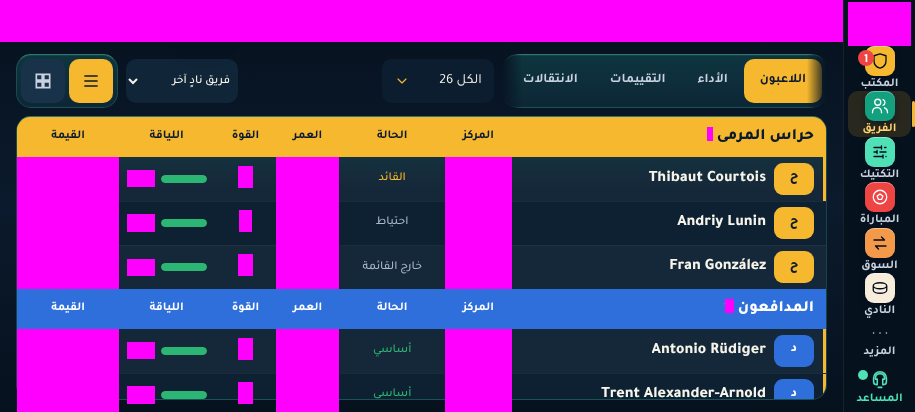 1
المكتب
الفريق
التكتيك
المباراة
السوق
النادي
...
المزيد
المساعد
اللاعبون
الأداء
التقييمات
الانتقالات
الكل 26
فريق نادٍ آخر
حراس المرمى المركز الحالة العمر القوة اللياقة القيمة
ح Thibaut Courtois القائد
ح Andriy Lunin احتياط
ح Fran González خارج القائمة
المدافعون المركز الحالة العمر القوة اللياقة القيمة
د Antonio Rüdiger أساسي
د Trent Alexander-Arnold أساسي